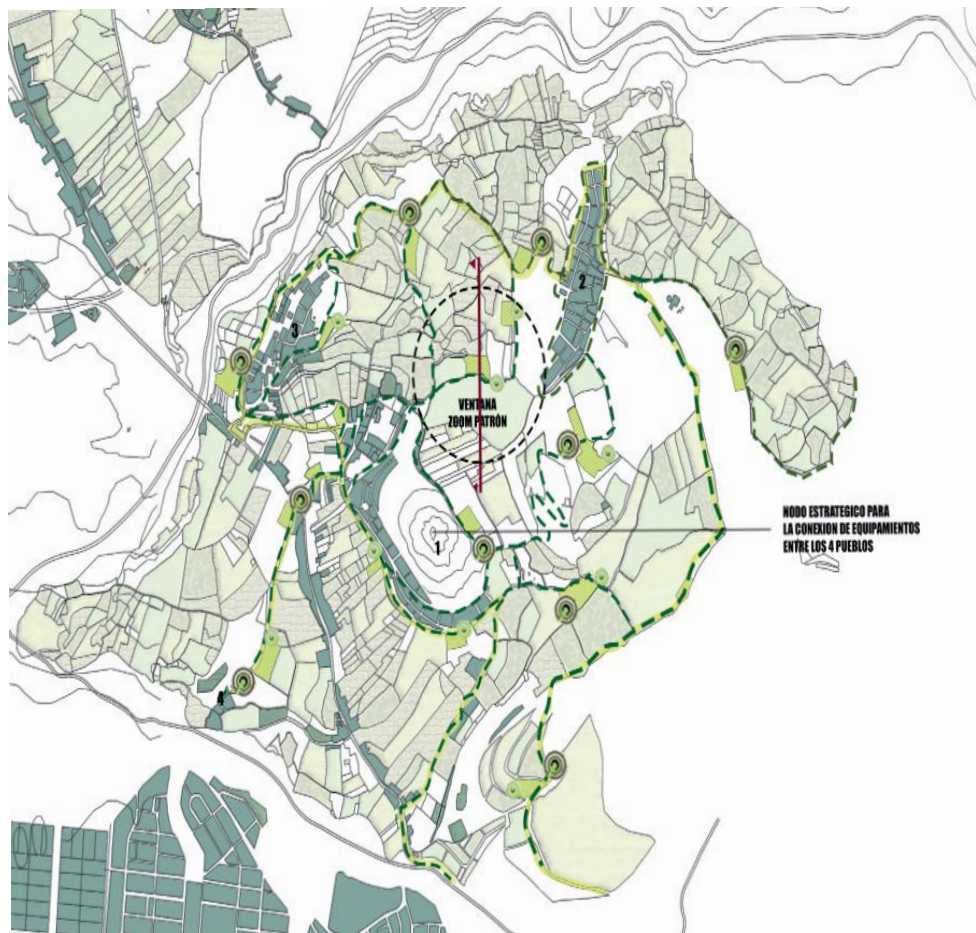 2
3
VENTANA
ZOOM PATRÓN
NODO ESTRATEGICO PARA
LA CONEXION DE EQUIPAMIENTOS
ENTRE LOS 4 PUEBLOS
1
4